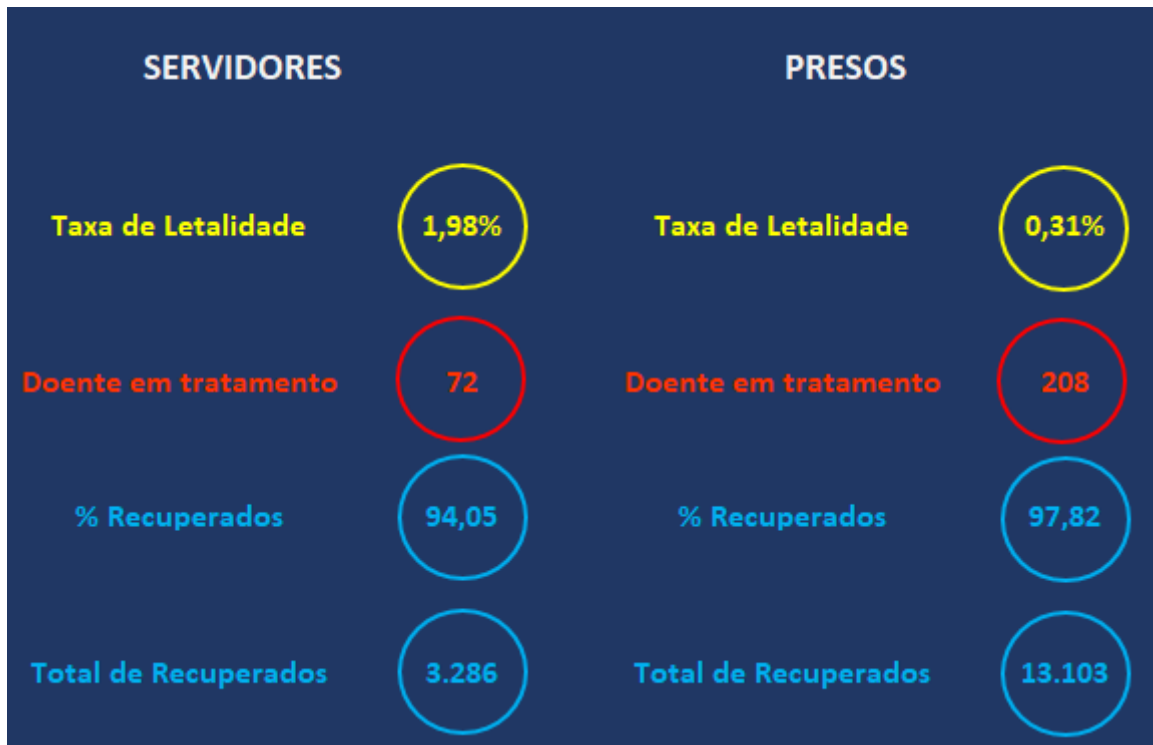 SERVIDORES
PRESOS
Taxa de Letalidade
1,98%
Taxa de Letalidade
0,31%
Doente em tratamento
72
Doente em tratamento
208
% Recuperados
94,05
% Recuperados
97,82
Total de Recuperados
3.286
Total de Recuperados
13.103